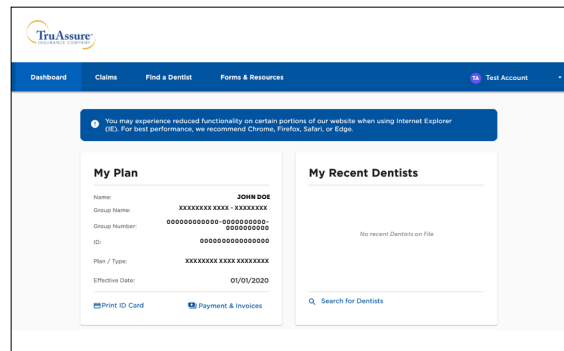 TruAssure
INSURANCE COMPANY
Dashboard Claims Find a Dentist Forms & Resources TA Test Account
You may experience reduced functionality on certain portions of our website when using Internet Explorer
(IE). For best performance, we recommend Chrome, Firefox, Safari, or Edge.
My Plan
Name: JOHN DOE
Group Name: XXXXXXXX XXXX - XXXXXXXX
Group Number: 000000000000-0000000000-
0000000000
ID: 0000000000000000
Plan / Type: XXXXXXXX XXXX XXXXXXXX
Effective Date: 01/01/2020
Print ID Card Payment & Invoices
My Recent Dentists
No recent Dentists on File
Search for Dentists